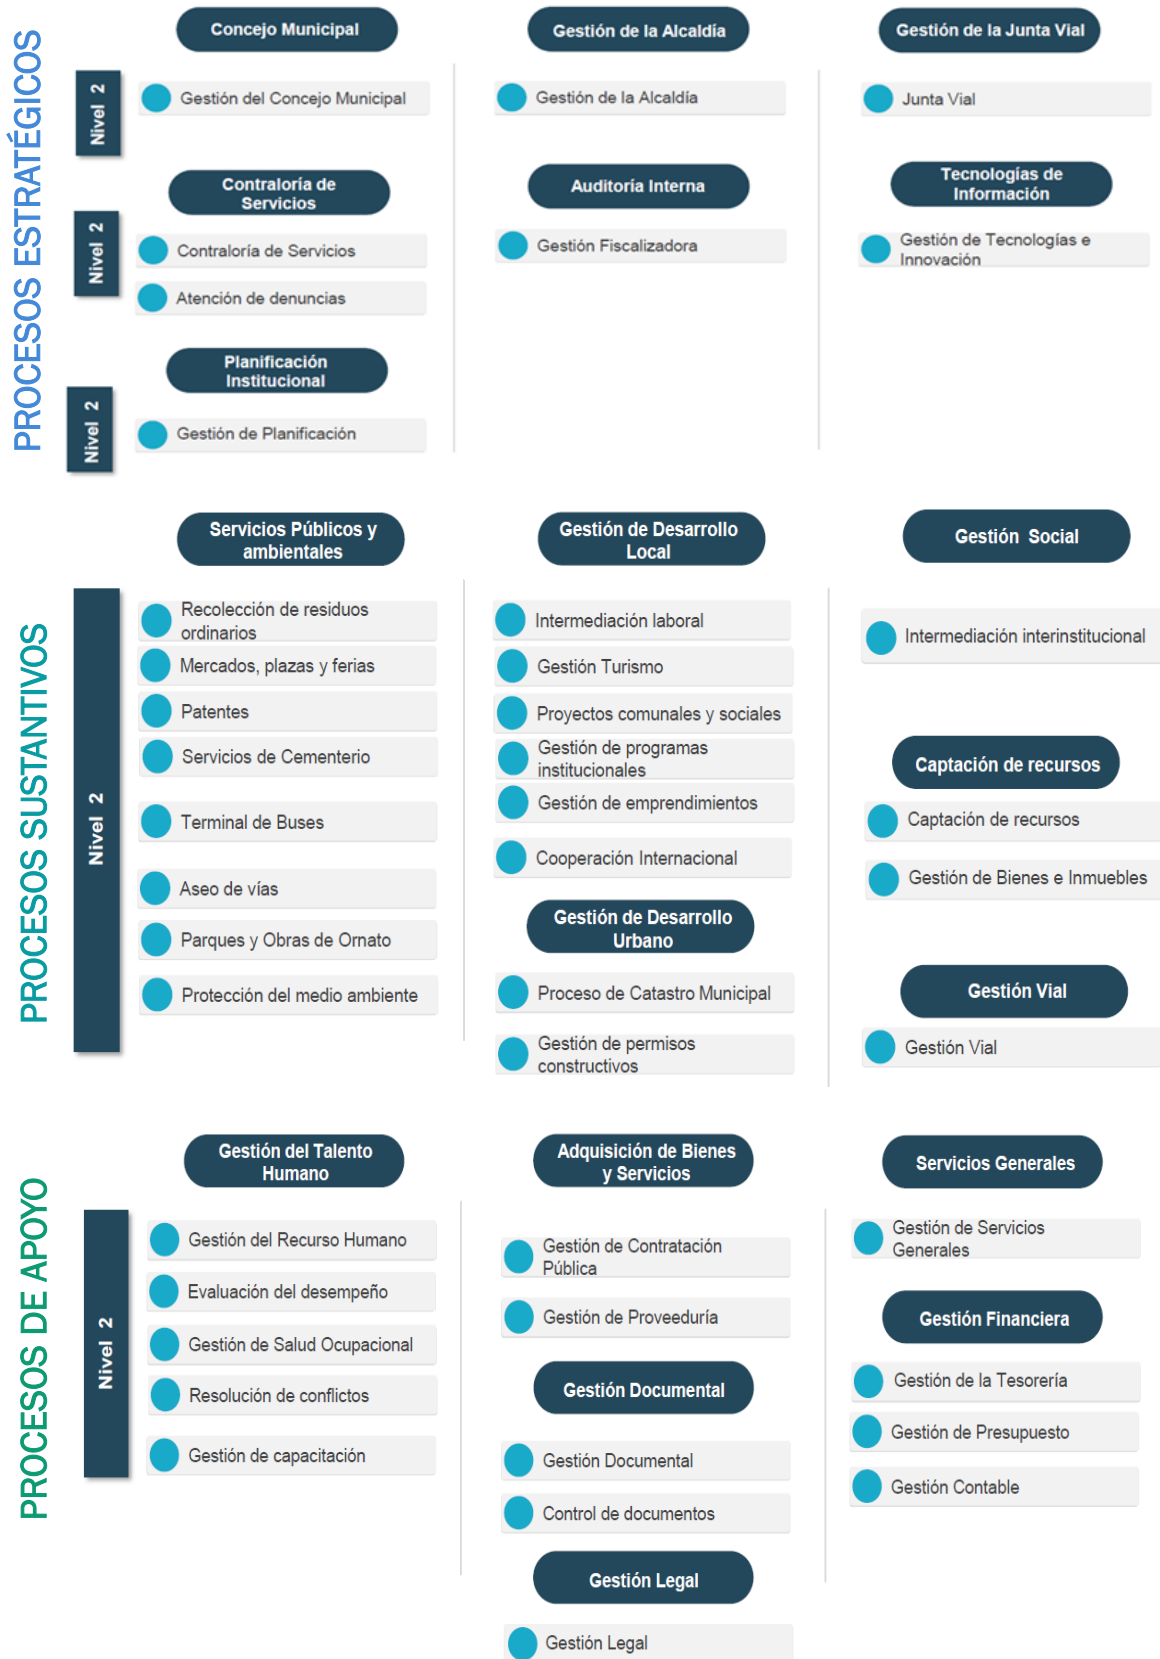 PROCESOS ESTRATÉGICOS
Concejo Municipal
Gestión de la Alcaldía
Gestión de la Junta Vial
Nivel 2
Gestión del Concejo Municipal
Gestión de la Alcaldía
Junta Vial
Contraloría de
Servicios
Auditoría Interna
Tecnologías de
Información
Nivel 2
Contraloría de Servicios
Atención de denuncias
Gestión Fiscalizadora
Gestión de Tecnologías e
Innovación
Planificación
Institucional
Nivel 2
Gestión de Planificación
PROCESOS SUSTANTIVOS
Nivel 2
Servicios Públicos y
ambientales
Recolección de residuos
ordinarios
Mercados, plazas y ferias
Patentes
Servicios de Cementerio
Terminal de Buses
Aseo de vías
Parques y Obras de Ornato
Protección del medio ambiente
Gestión de Desarrollo
Local
Intermediación laboral
Gestión Turismo
Proyectos comunales y sociales
Gestión de programas
institucionales
Gestión de emprendimientos
Cooperación Internacional
Gestión de Desarrollo
Urbano
Proceso de Catastro Municipal
Gestión de permisos
constructivos
Gestión Social
Intermediación interinstitucional
Captación de recursos
Captación de recursos
Gestión de Bienes e Inmuebles
Gestión Vial
Gestión Vial
PROCESOS DE APOYO
Nivel 2
Gestión del Talento
Humano
Gestión del Recurso Humano
Evaluación del desempeño
Gestión de Salud Ocupacional
Resolución de conflictos
Gestión de capacitación
Adquisición de Bienes
y Servicios
Gestión de Contratación
Pública
Gestión de Proveeduría
Gestión Documental
Gestión Documental
Control de documentos
Gestión Legal
Gestión Legal
Servicios Generales
Gestión de Servicios
Generales
Gestión Financiera
Gestión de la Tesorería
Gestión de Presupuesto
Gestión Contable